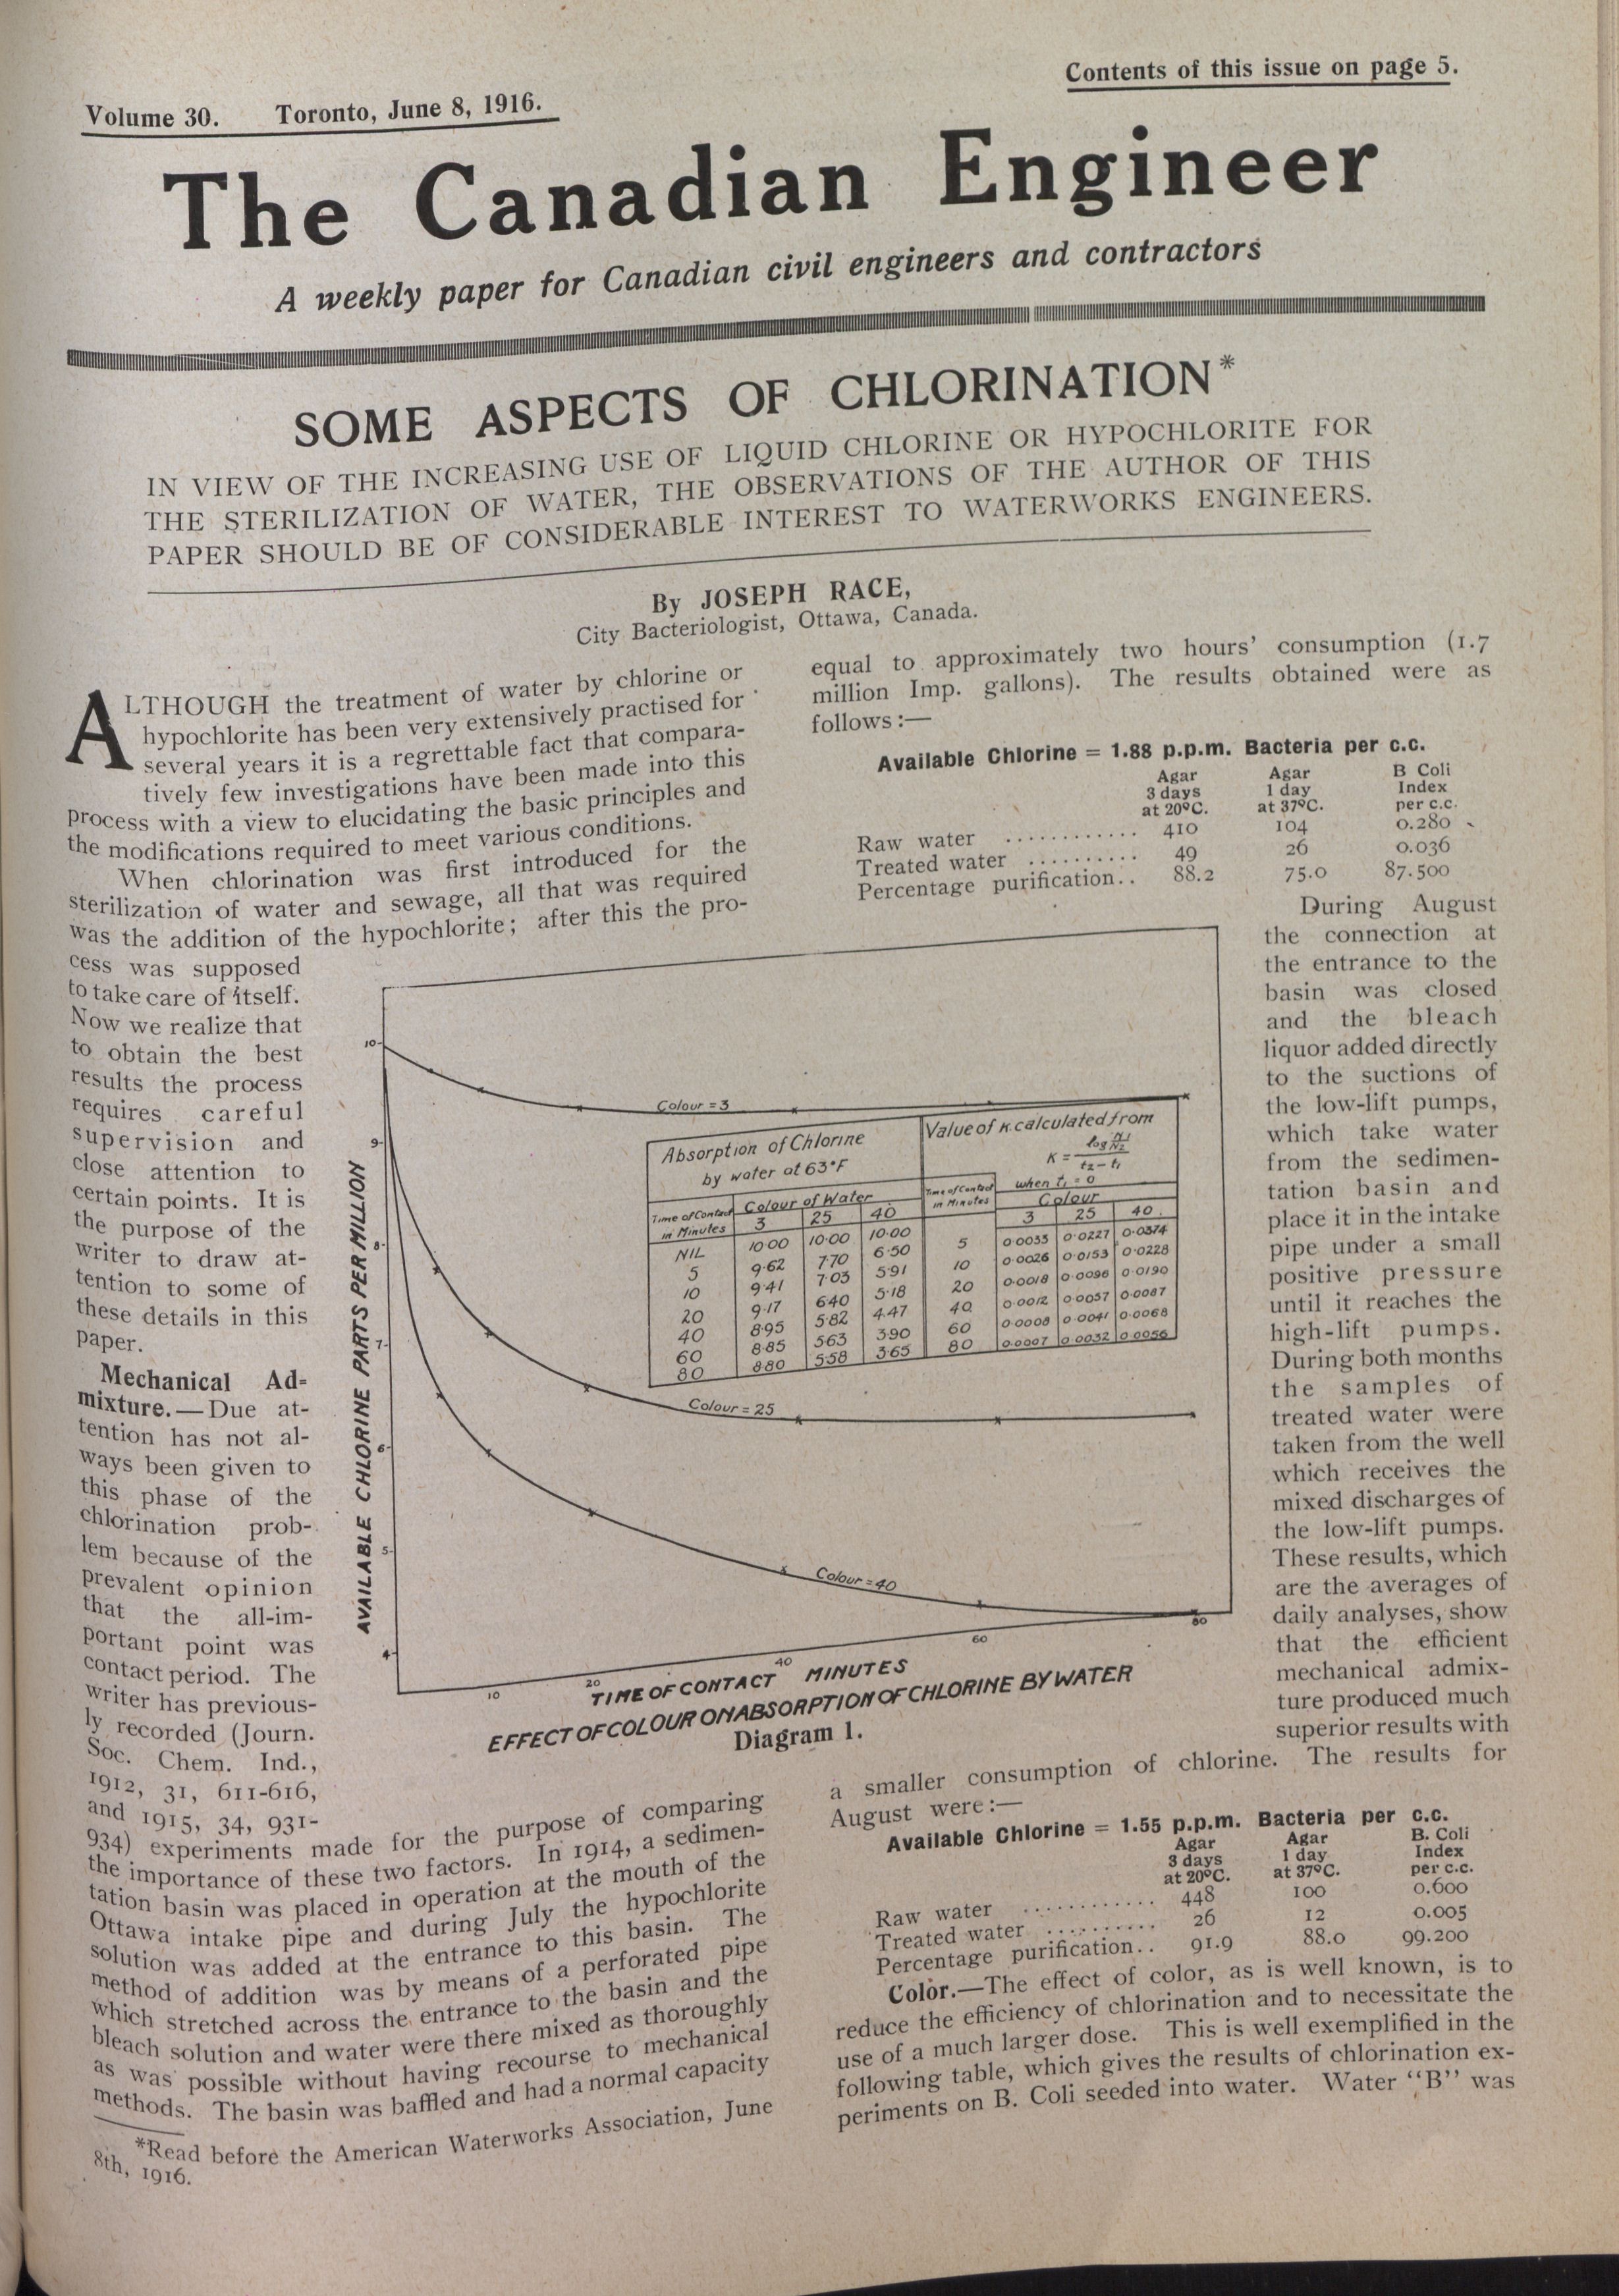 Contents of this issue on page 5.
Volume 30. Toronto, June 8, 1916.
The Canadian Engineer
A weekly paper for Canadian civil engineers and contractors
SOME ASPECTS OF CHLORINATION*
IN VIEW OF THE INCREASING USE OF LIQUID CHLORINE OR HYPOCHLORITE FOR
THE STERILIZATION OF WATER, THE OBSERVATIONS OF THE AUTHOR OF THIS
PAPER SHOULD BE OF CONSIDERABLE INTEREST TO WATERWORKS ENGINEERS.
By JOSEPH RACE,
City Bacteriologist, Ottawa, Canada.
ALTHOUGH the treatment of water by chlorine or
hypochlorite has been very extensively practised for
several years it is a regrettable fact that compara-
tively few investigations have been made into this
process with a view to elucidating the basic principles and
the modifications required to meet various conditions.
When chlorination was first introduced for the
sterilization of water and sewage, all that was required
was the addition of the hypochlorite; after this the pro-
cess was supposed
to take care of itself.
Now we realize that
to obtain the best
results the process
requires careful
supervision and
close attention to
certain points. It is
the purpose of the
writer to draw at-
tention to some of
these details in this
paper.
Mechanical Ad-
mixture.—Due at-
tention has not al-
ways been given to
this phase of the
chlorination prob-
lem because of the
prevalent opinion
that the all-im-
portant point was
contact period. The
writer has previous-
ly recorded (Journ.
Soc. Chem. Ind.,
1912, 31, 611-616,
and 1915, 34, 931-
934) experiments made for the purpose of comparing
the importance of these two factors. In 1914, a sedimen-
tation basin was placed in operation at the mouth of the
Ottawa intake pipe and during July the hypochlorite
solution was added at the entrance to this basin. The
method of addition was by means of a perforated pipe
which stretched across the entrance to the basin and the
bleach solution and water were there mixed as thoroughly
as was possible without having recourse to mechanical
methods. The basin was baffled and had a normal capacity
*Read before the American Waterworks Association, June
8th, 1916.
AVAILABLE CHLORINE PARTS PER MILLION
10
9
8
7
6
5
4
Colour = 3
Absorption of Chlorine
by water at 63°F
Value of K calculated from
K = log N1/N2 / t2 - t1
when t1 = 0
Time of Contact in Minutes Colour of Water Time of Contact in Minutes Colour
3 25 40 3 25 40
NIL 10·00 10·00 10·00
5 9·62 7·70 6·50 5 0·0033 0·0227 0·0374
10 9·41 7·03 5·91 10 0·0026 0·0153 0·0228
20 9·17 6·40 5·18 20 0·0018 0·0096 0·0190
40 8·95 5·82 4·47 40 0·0012 0·0057 0·0087
60 8·85 5·63 3·90 60 0·0008 0·0041 0·0068
80 8·80 5·58 3·65 80 0·0007 0·0032 0·0056
Colour = 25
Colour = 40
10 20 40 60 80
TIME OF CONTACT MINUTES
EFFECT OF COLOUR ON ABSORPTION OF CHLORINE BY WATER
Diagram 1.
equal to approximately two hours' consumption (1.7
million Imp. gallons). The results obtained were as
follows:—
Available Chlorine = 1.88 p.p.m. Bacteria per c.c.
Agar Agar B Coli
3 days 1 day Index
at 20°C. at 37°C. per c.c.
Raw water ............ 410 104 0.280
Treated water .......... 49 26 0.036
Percentage purification.. 88.2 75.0 87.500
During August
the connection at
the entrance to the
basin was closed
and the bleach
liquor added directly
to the suctions of
the low-lift pumps,
which take water
from the sedimen-
tation basin and
place it in the intake
pipe under a small
positive pressure
until it reaches the
high-lift pumps.
During both months
the samples of
treated water were
taken from the well
which receives the
mixed discharges of
the low-lift pumps.
These results, which
are the averages of
daily analyses, show
that the efficient
mechanical admix-
ture produced much
superior results with
a smaller consumption of chlorine. The results for
August were:—
Available Chlorine = 1.55 p.p.m. Bacteria per c.c.
Agar Agar B. Coli
3 days 1 day Index
at 20°C. at 37°C. per c.c.
Raw water ............ 448 100 0.600
Treated water .......... 26 12 0.005
Percentage purification.. 91.9 88.0 99.200
Color.—The effect of color, as is well known, is to
reduce the efficiency of chlorination and to necessitate the
use of a much larger dose. This is well exemplified in the
following table, which gives the results of chlorination ex-
periments on B. Coli seeded into water. Water "B" was